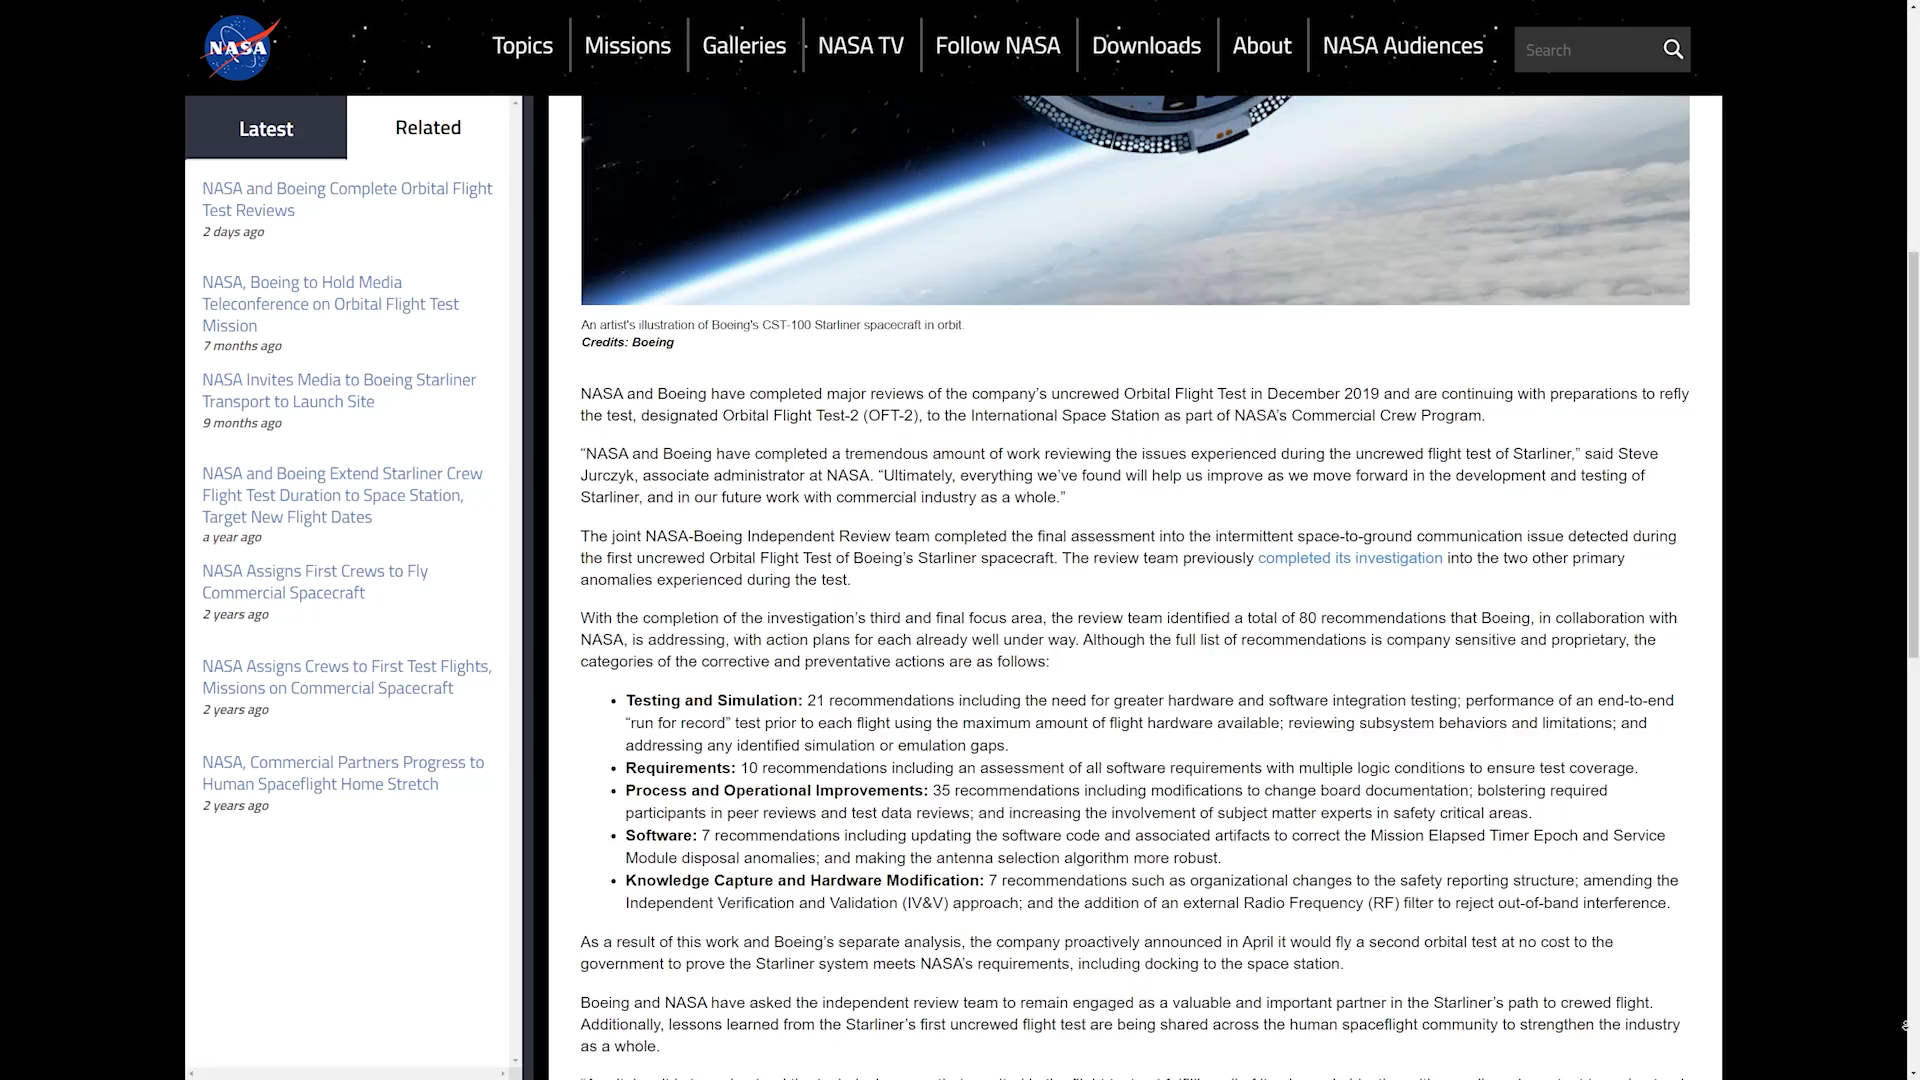 NASA
Topics
Missions
Galleries
NASA TV
Follow NASA
Downloads
About
NASA Audiences
Search
Latest
Related
NASA and Boeing Complete Orbital Flight
Test Reviews
2 days ago
NASA, Boeing to Hold Media
Teleconference on Orbital Flight Test
Mission
7 months ago
NASA Invites Media to Boeing Starliner
Transport to Launch Site
9 months ago
NASA and Boeing Extend Starliner Crew
Flight Test Duration to Space Station,
Target New Flight Dates
a year ago
NASA Assigns First Crews to Fly
Commercial Spacecraft
2 years ago
NASA Assigns Crews to First Test Flights,
Missions on Commercial Spacecraft
2 years ago
NASA, Commercial Partners Progress to
Human Spaceflight Home Stretch
2 years ago
An artist's illustration of Boeing's CST-100 Starliner spacecraft in orbit.
Credits: Boeing
NASA and Boeing have completed major reviews of the company’s uncrewed Orbital Flight Test in December 2019 and are continuing with preparations to refly
the test, designated Orbital Flight Test-2 (OFT-2), to the International Space Station as part of NASA’s Commercial Crew Program.
“NASA and Boeing have completed a tremendous amount of work reviewing the issues experienced during the uncrewed flight test of Starliner,” said Steve
Jurczyk, associate administrator at NASA. “Ultimately, everything we’ve found will help us improve as we move forward in the development and testing of
Starliner, and in our future work with commercial industry as a whole.”
The joint NASA-Boeing Independent Review team completed the final assessment into the intermittent space-to-ground communication issue detected during
the first uncrewed Orbital Flight Test of Boeing’s Starliner spacecraft. The review team previously completed its investigation into the two other primary
anomalies experienced during the test.
With the completion of the investigation’s third and final focus area, the review team identified a total of 80 recommendations that Boeing, in collaboration with
NASA, is addressing, with action plans for each already well under way. Although the full list of recommendations is company sensitive and proprietary, the
categories of the corrective and preventative actions are as follows:
• Testing and Simulation: 21 recommendations including the need for greater hardware and software integration testing; performance of an end-to-end
“run for record” test prior to each flight using the maximum amount of flight hardware available; reviewing subsystem behaviors and limitations; and
addressing any identified simulation or emulation gaps.
• Requirements: 10 recommendations including an assessment of all software requirements with multiple logic conditions to ensure test coverage.
• Process and Operational Improvements: 35 recommendations including modifications to change board documentation; bolstering required
participants in peer reviews and test data reviews; and increasing the involvement of subject matter experts in safety critical areas.
• Software: 7 recommendations including updating the software code and associated artifacts to correct the Mission Elapsed Timer Epoch and Service
Module disposal anomalies; and making the antenna selection algorithm more robust.
• Knowledge Capture and Hardware Modification: 7 recommendations such as organizational changes to the safety reporting structure; amending the
Independent Verification and Validation (IV&V) approach; and the addition of an external Radio Frequency (RF) filter to reject out-of-band interference.
As a result of this work and Boeing’s separate analysis, the company proactively announced in April it would fly a second orbital test at no cost to the
government to prove the Starliner system meets NASA’s requirements, including docking to the space station.
Boeing and NASA have asked the independent review team to remain engaged as a valuable and important partner in the Starliner’s path to crewed flight.
Additionally, lessons learned from the Starliner’s first uncrewed flight test are being shared across the human spaceflight community to strengthen the industry
as a whole.